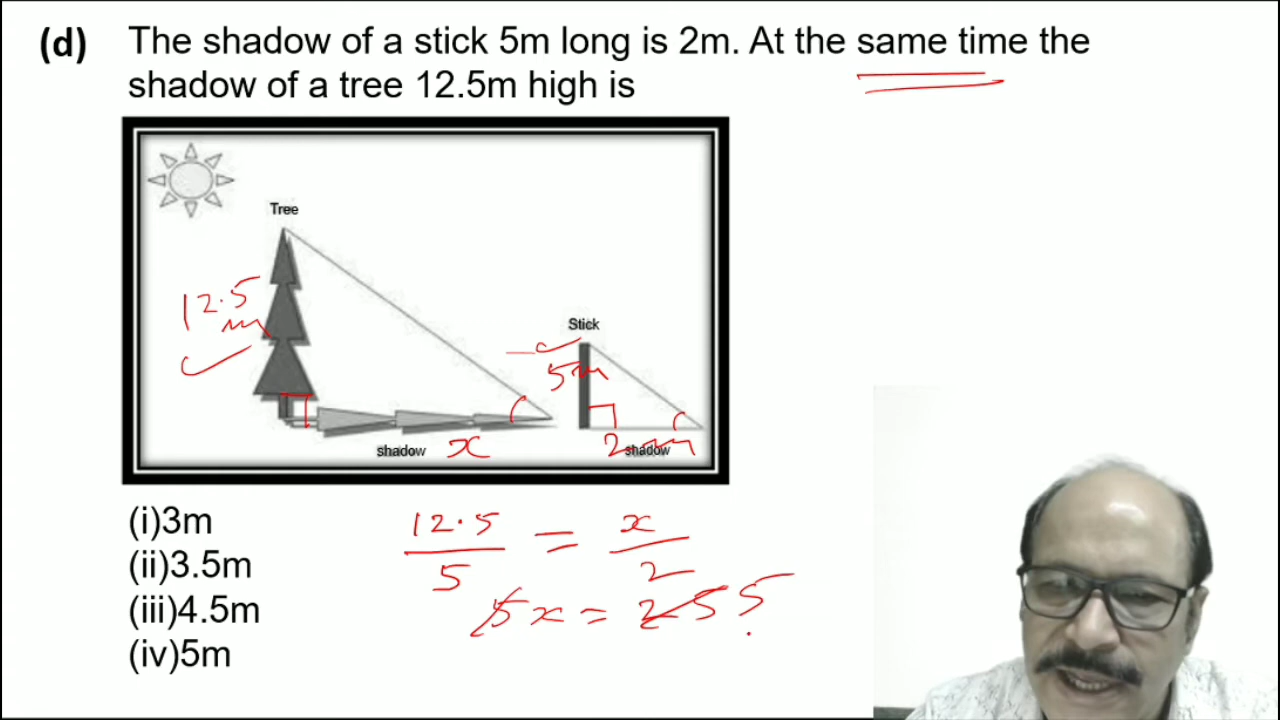 (d) The shadow of a stick 5m long is 2m. At the same time the
shadow of a tree 12.5m high is
Tree
12.5
m
Stick
5m
shadow x
2m
shadow
(i)3m
(ii)3.5m
(iii)4.5m
(iv)5m
12.5/5 = x/2
5x = 25 5